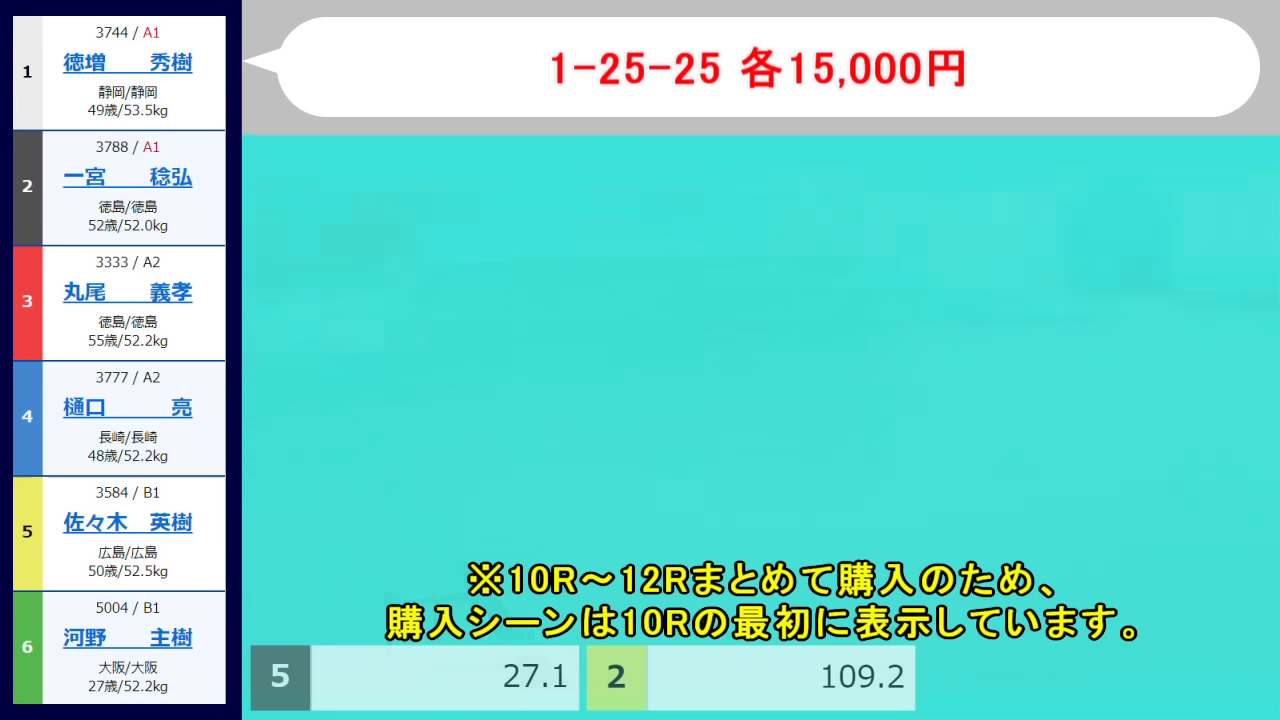 1-25-25 各15,000円
1
3744 / A1
徳増 秀樹
静岡/静岡
49歳/53.5kg
2
3788 / A1
一宮 稔弘
徳島/徳島
52歳/52.0kg
3
3333 / A2
丸尾 義孝
徳島/徳島
55歳/52.2kg
4
3777 / A2
樋口 亮
長崎/長崎
48歳/52.2kg
5
3584 / B1
佐々木 英樹
広島/広島
50歳/52.5kg
6
5004 / B1
河野 主樹
大阪/大阪
27歳/52.2kg
※10R～12Rまとめて購入のため、
購入シーンは10Rの最初に表示しています。
5 27.1 2 109.2